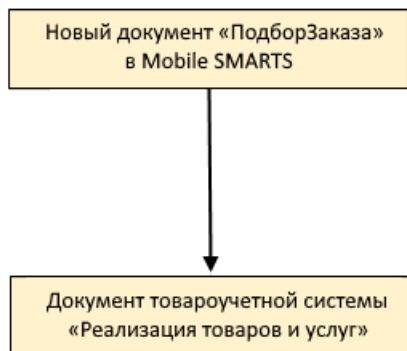 Новый документ «ПодборЗаказа»
в Mobile SMARTS
Документ товароучетной системы
«Реализация товаров и услуг»